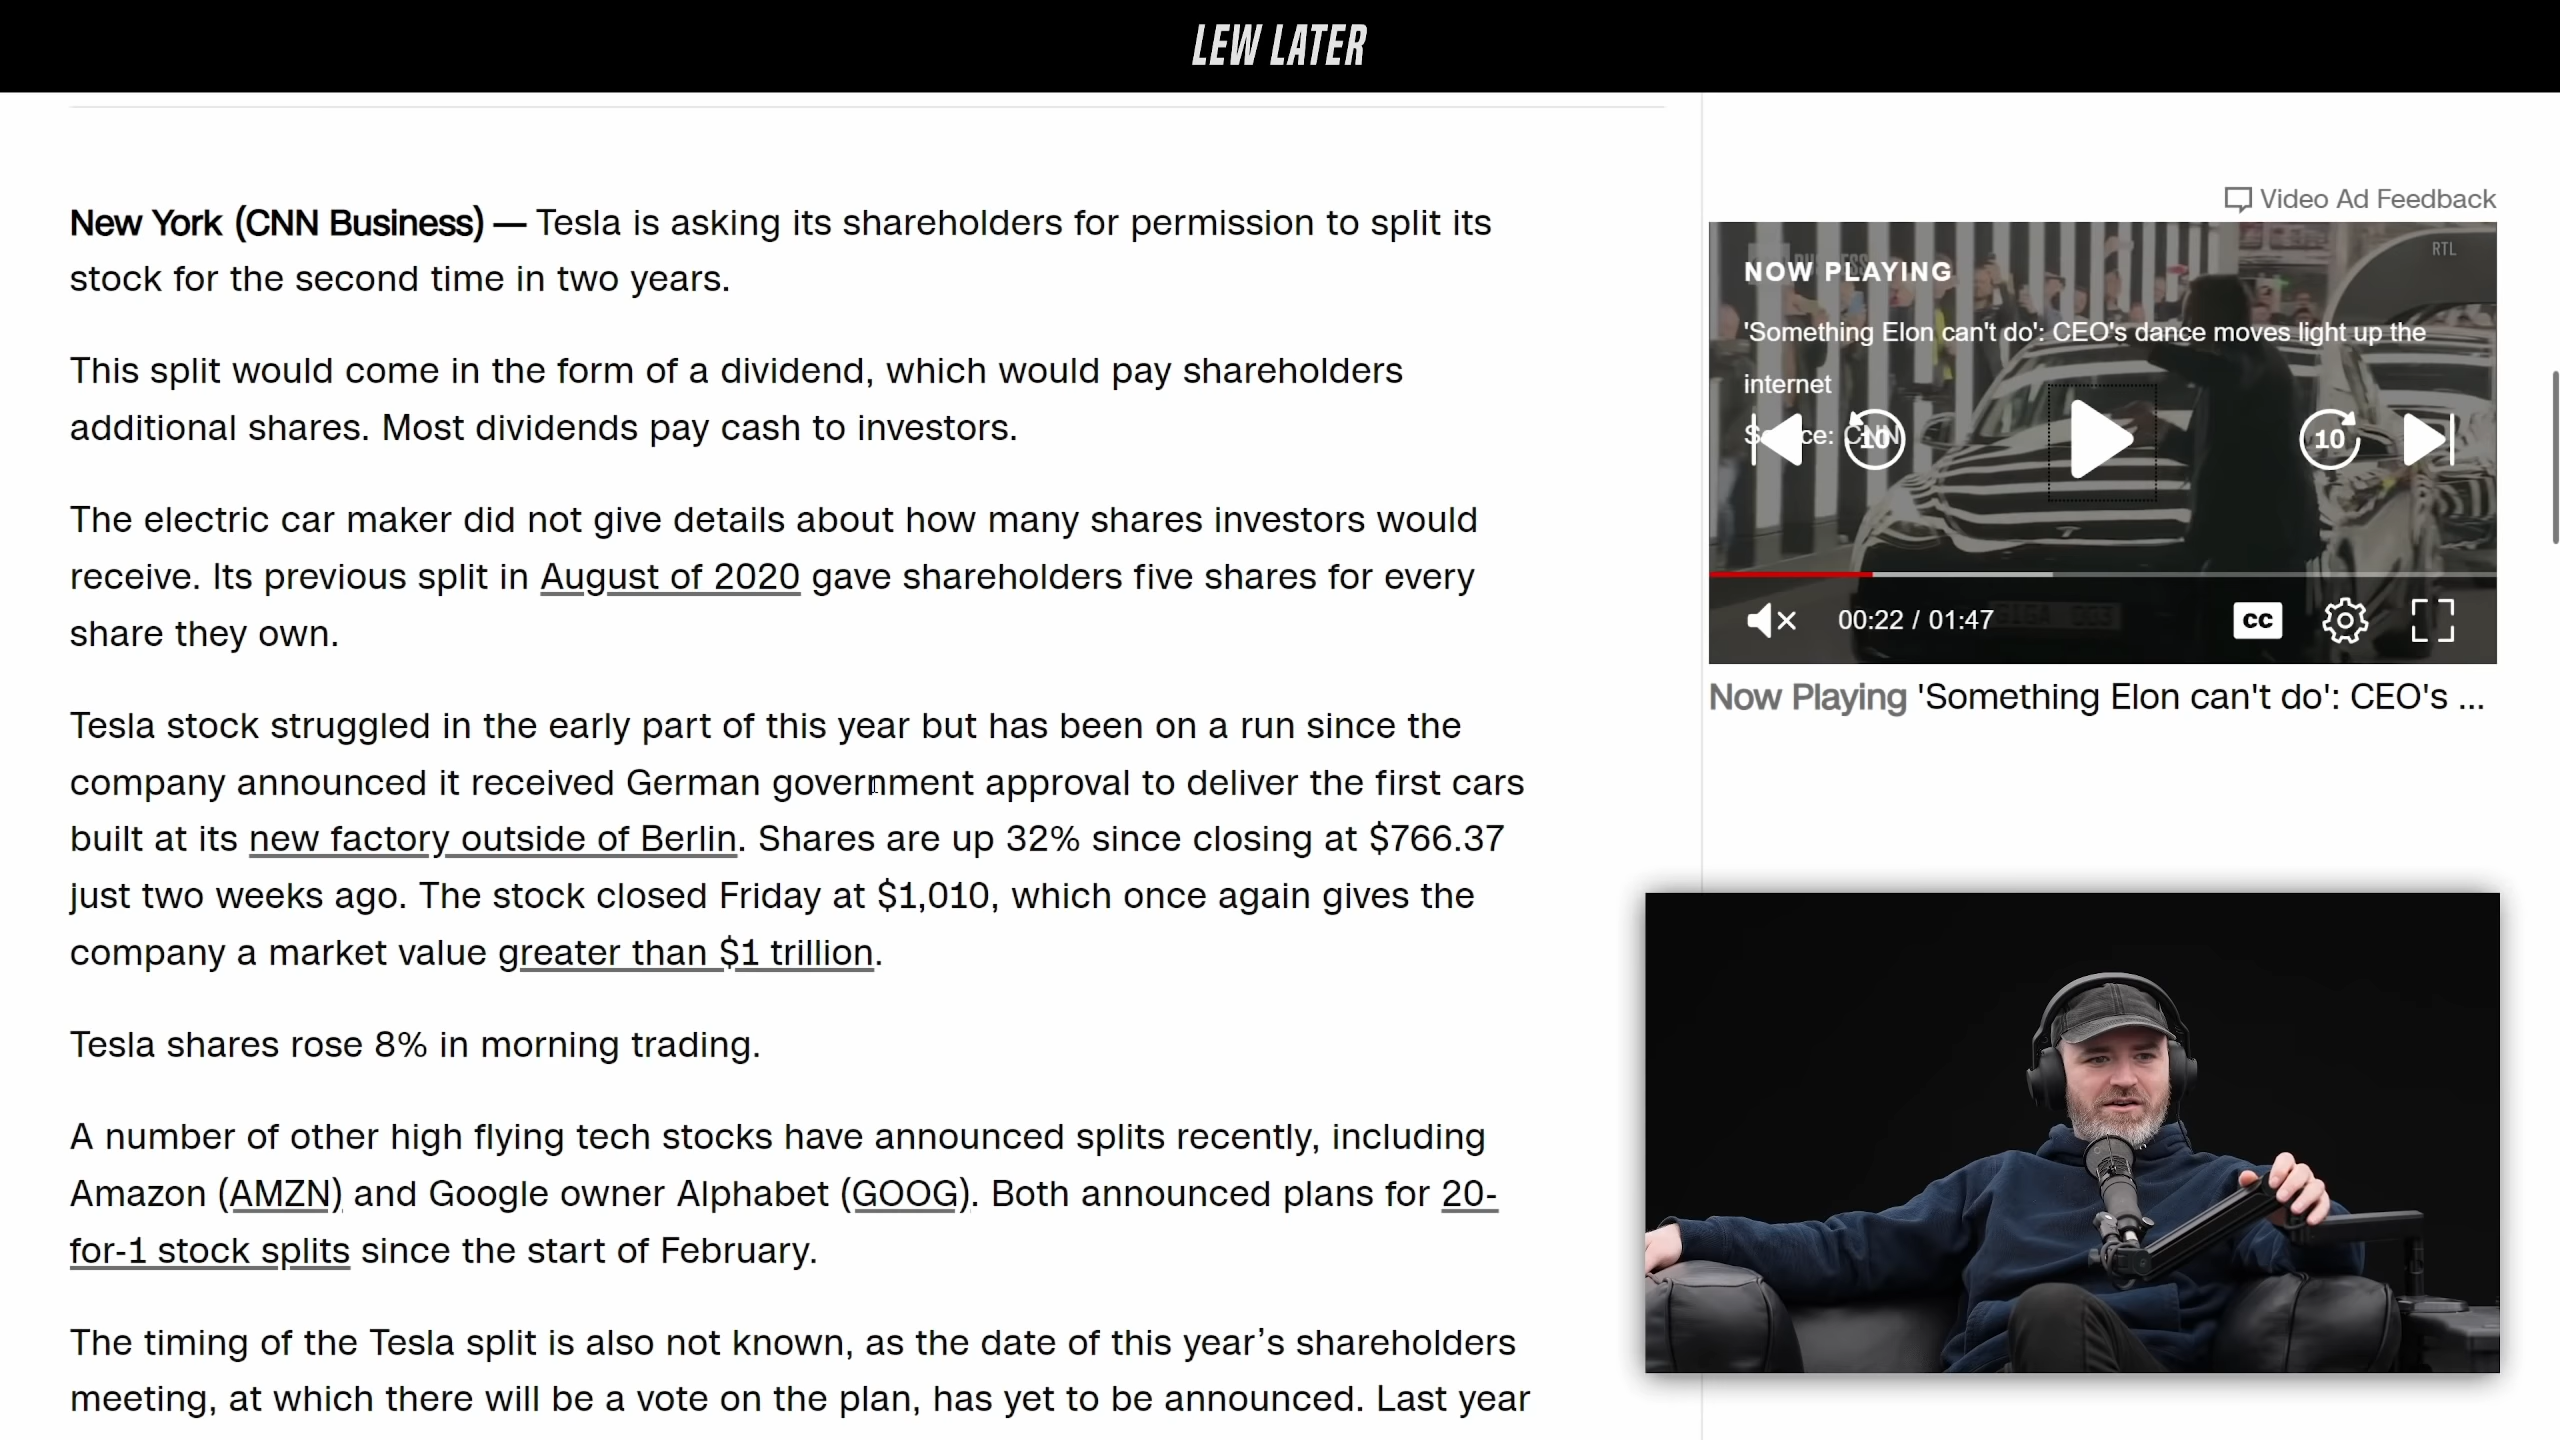 LEW LATER
New York (CNN Business) — Tesla is asking its shareholders for permission to split its
stock for the second time in two years.
This split would come in the form of a dividend, which would pay shareholders
additional shares. Most dividends pay cash to investors.
The electric car maker did not give details about how many shares investors would
receive. Its previous split in August of 2020 gave shareholders five shares for every
share they own.
Tesla stock struggled in the early part of this year but has been on a run since the
company announced it received German government approval to deliver the first cars
built at its new factory outside of Berlin. Shares are up 32% since closing at $766.37
just two weeks ago. The stock closed Friday at $1,010, which once again gives the
company a market value greater than $1 trillion.
Tesla shares rose 8% in morning trading.
A number of other high flying tech stocks have announced splits recently, including
Amazon (AMZN) and Google owner Alphabet (GOOG). Both announced plans for 20-
for-1 stock splits since the start of February.
The timing of the Tesla split is also not known, as the date of this year’s shareholders
meeting, at which there will be a vote on the plan, has yet to be announced. Last year
Video Ad Feedback
RTL
NOW PLAYING
'Something Elon can't do': CEO's dance moves light up the
internet
CNN
10
10
00:22 / 01:47
CC
Now Playing 'Something Elon can't do': CEO's ...